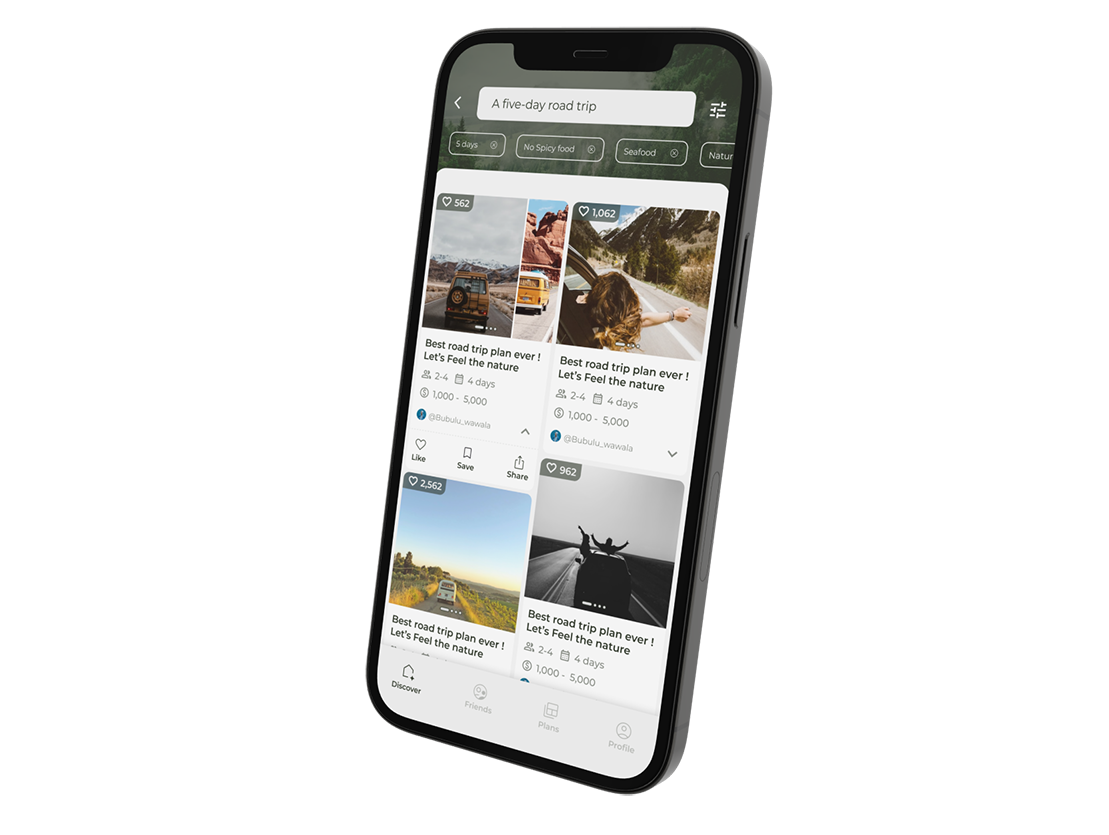 A five-day road trip
5 days
No Spicy food
Seafood
Natur
562
1,062
Best road trip plan ever !
Let's Feel the nature
2-4
4 days
1,000 - 5,000
@Bubulu_wawala
Like
Save
Share
Best road trip plan ever !
Let's Feel the nature
2-4
4 days
1,000 - 5,000
@Bubulu_wawala
2,562
Best road trip plan ever !
Let's Feel the nature
962
Best road trip plan ever !
Let's Feel the nature
2-4
4 days
1,000 - 5,000
Discover
Friends
Plans
Profile